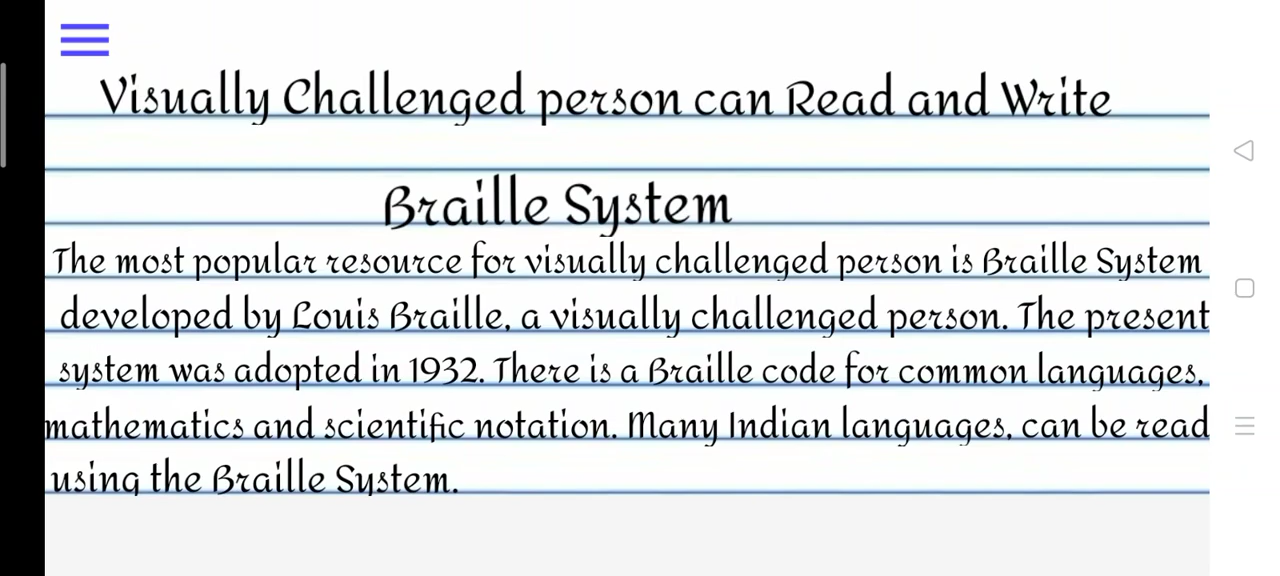 Visually Challenged person can Read and Write
Braille System
The most popular resource for visually challenged person is Braille System
developed by Louis Braille, a visually challenged person. The present
system was adopted in 1932. There is a Braille code for common languages,
mathematics and scientific notation. Many Indian languages, can be read
using the Braille System.